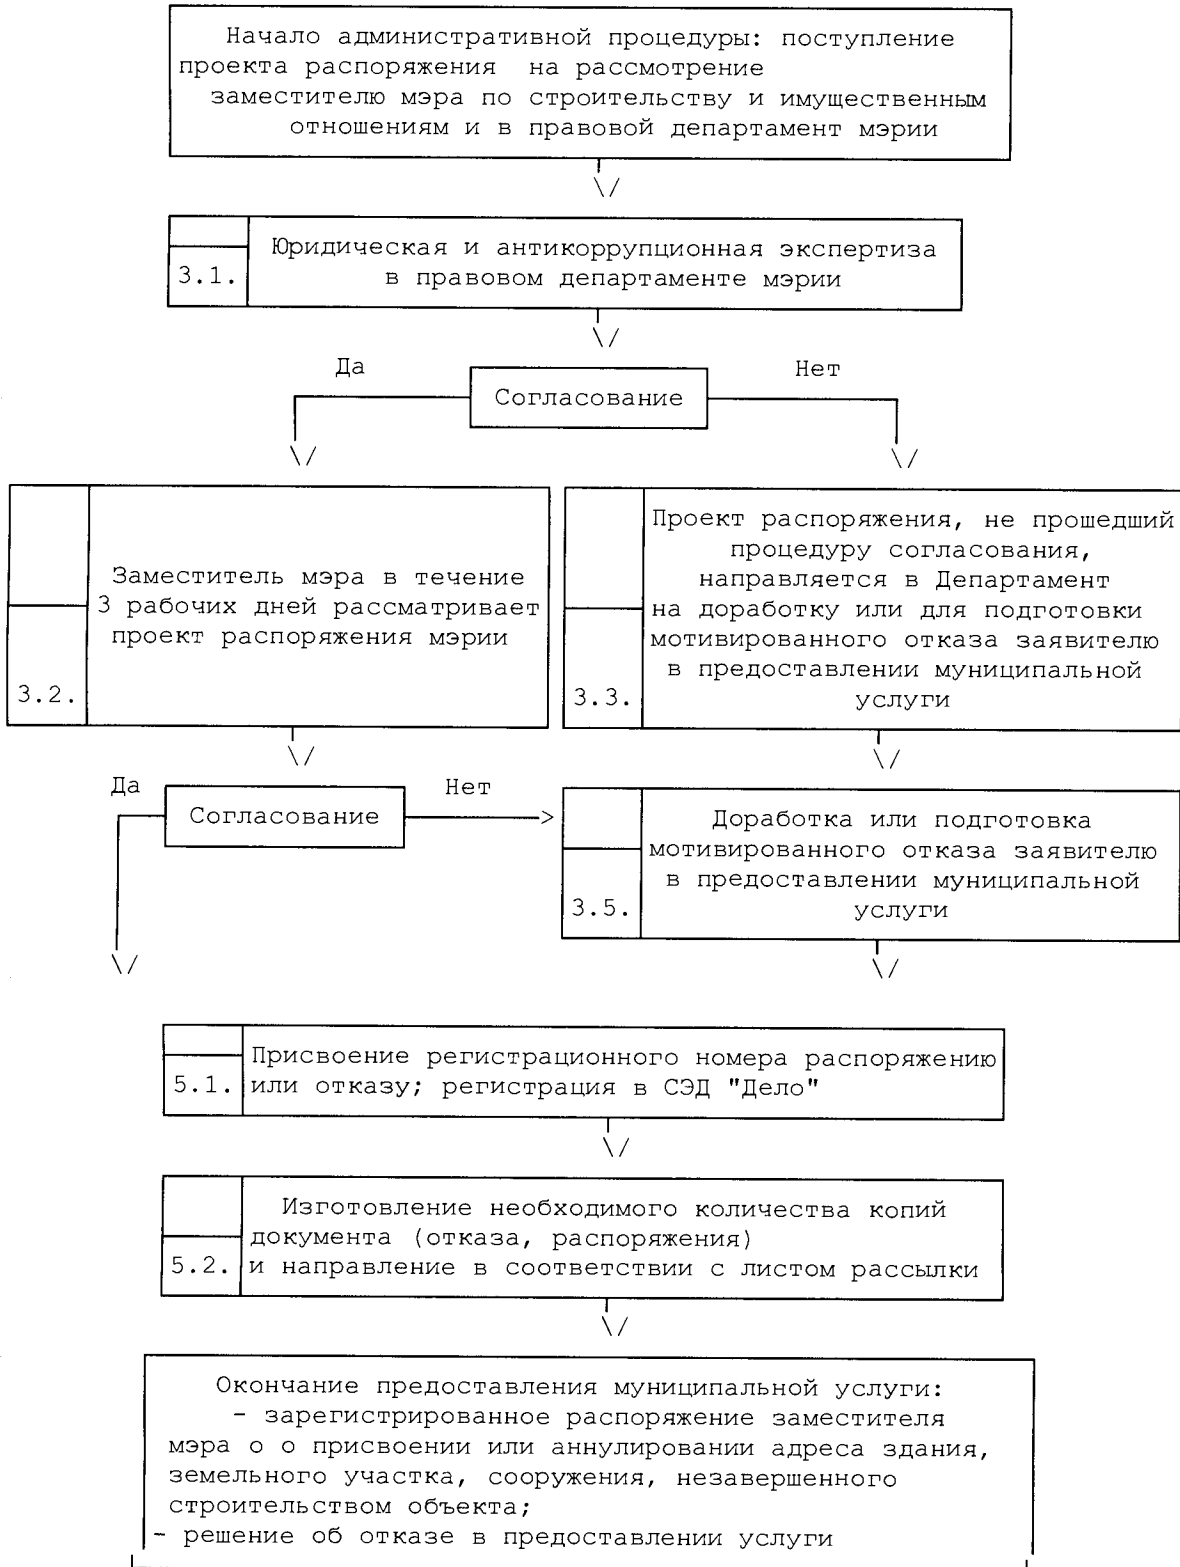 Начало административной процедуры: поступление
проекта распоряжения на рассмотрение
заместителю мэра по строительству и имущественным
отношениям и в правовой департамент мэрии
\/
Юридическая и антикоррупционная экспертиза
3.1.
в правовом департаменте мэрии
\/
Да
Нет
Согласование
\/
\/
Заместитель мэра в течение
3 рабочих дней рассматривает
проект распоряжения мэрии
3.2.
Проект распоряжения, не прошедший
процедуру согласования,
направляется в Департамент
на доработку или для подготовки
мотивированного отказа заявителю
в предоставлении муниципальной
3.3.
услуги
\/
\/
Да
Нет
Согласование
>
Доработка или подготовка
мотивированного отказа заявителю
в предоставлении муниципальной
3.5.
услуги
\/
\/
Присвоение регистрационного номера распоряжению
5.1. или отказу; регистрация в СЭД "Дело"
\/
Изготовление необходимого количества копий
документа (отказа, распоряжения)
5.2. и направление в соответствии с листом рассылки
\/
Окончание предоставления муниципальной услуги:
- зарегистрированное распоряжение заместителя
мэра о о присвоении или аннулировании адреса здания,
земельного участка, сооружения, незавершенного
строительством объекта;
- решение об отказе в предоставлении услуги